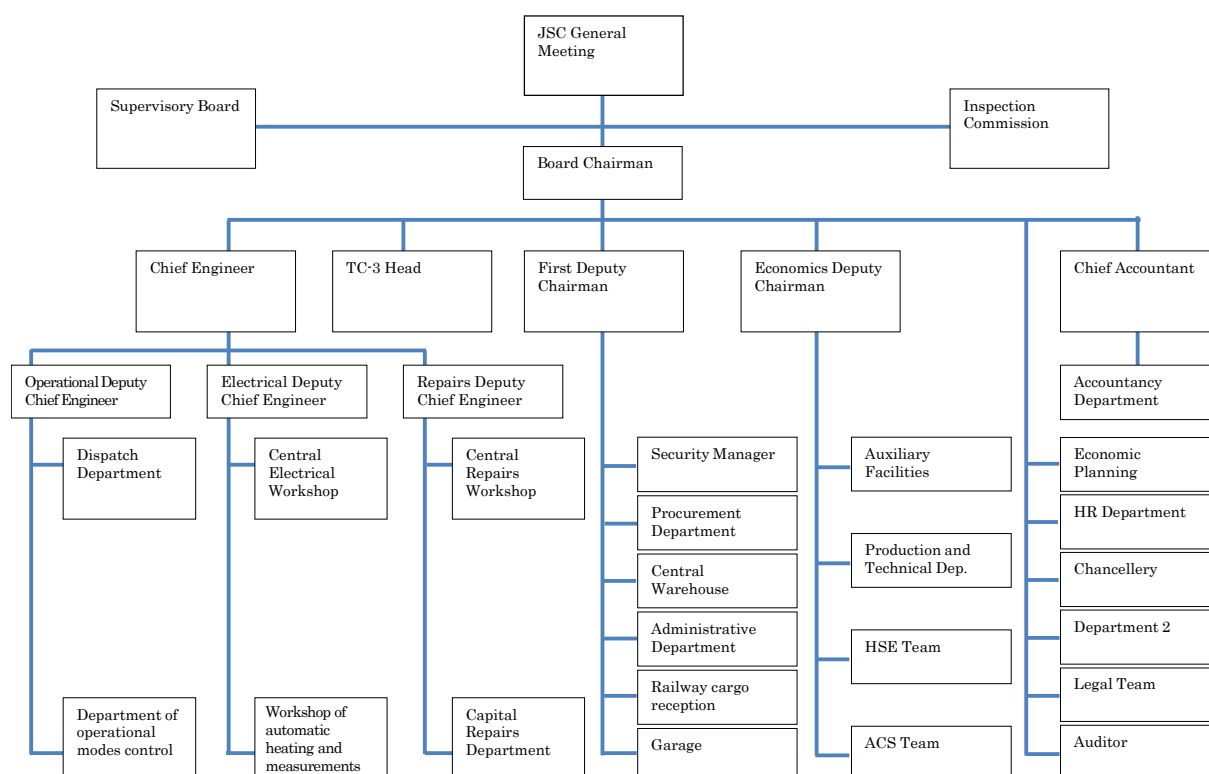 JSC General
Meeting
Supervisory Board
Inspection
Commission
Board Chairman
Chief Engineer
TC-3 Head
First Deputy
Chairman
Economics Deputy
Chairman
Chief Accountant
Operational Deputy
Chief Engineer
Electrical Deputy
Chief Engineer
Repairs Deputy
Chief Engineer
Accountancy
Department
Dispatch
Department
Central
Electrical
Workshop
Central
Repairs
Workshop
Security Manager
Auxiliary
Facilities
Economic
Planning
Procurement
Department
HR Department
Production and
Technical Dep.
Central
Warehouse
Chancellery
Administrative
Department
HSE Team
Department 2
Railway cargo
reception
Legal Team
Department of
operational
modes control
Workshop of
automatic
heating and
measurements
Capital
Repairs
Department
Garage
ACS Team
Auditor